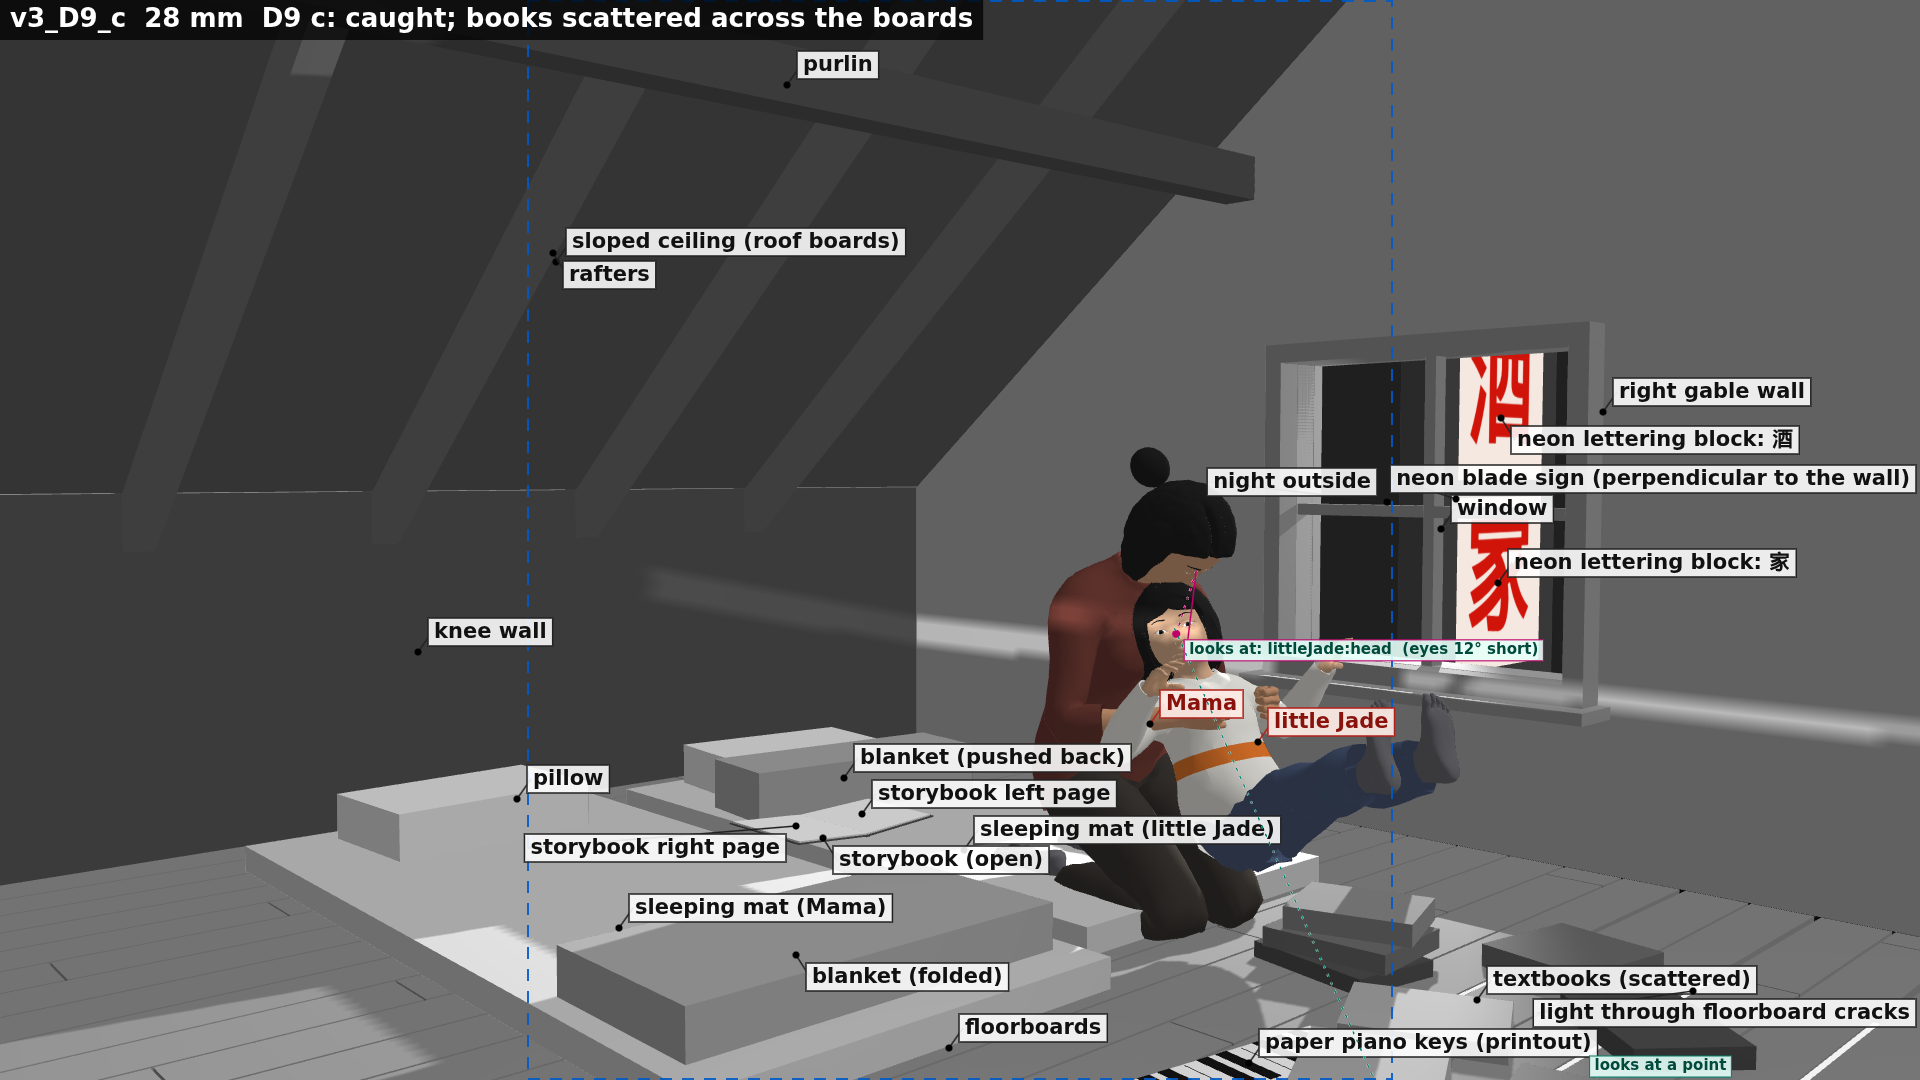 v3_D9_c 28 mm D9 c: caught; books scattered across the boards
purlin
sloped ceiling (roof boards)
rafters
right gable wall
酒
neon lettering block: 酒
night outside
neon blade sign (perpendicular to the wall)
window
家
neon lettering block: 家
knee wall
looks at: littleJade:head (eyes 12° short)
Mama
little Jade
blanket (pushed back)
pillow
storybook left page
sleeping mat (little Jade)
storybook right page
storybook (open)
sleeping mat (Mama)
blanket (folded)
textbooks (scattered)
light through floorboard cracks
floorboards
paper piano keys (printout)
looks at a point